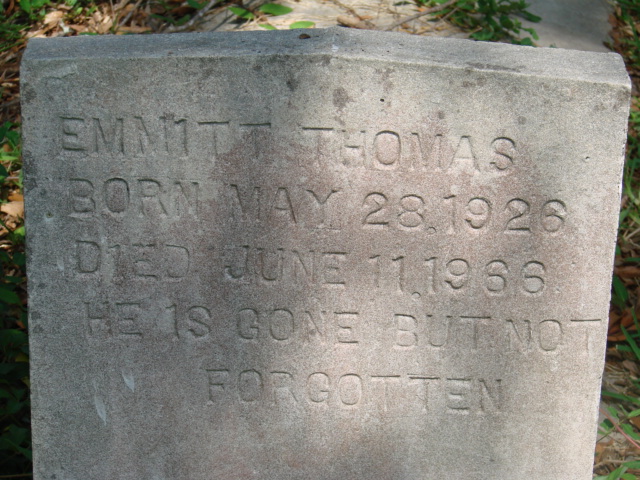 EMMITT THOMAS
BORN MAY 28, 1926
DIED JUNE 11, 1966
HE IS GONE BUT NOT
FORGOTTEN